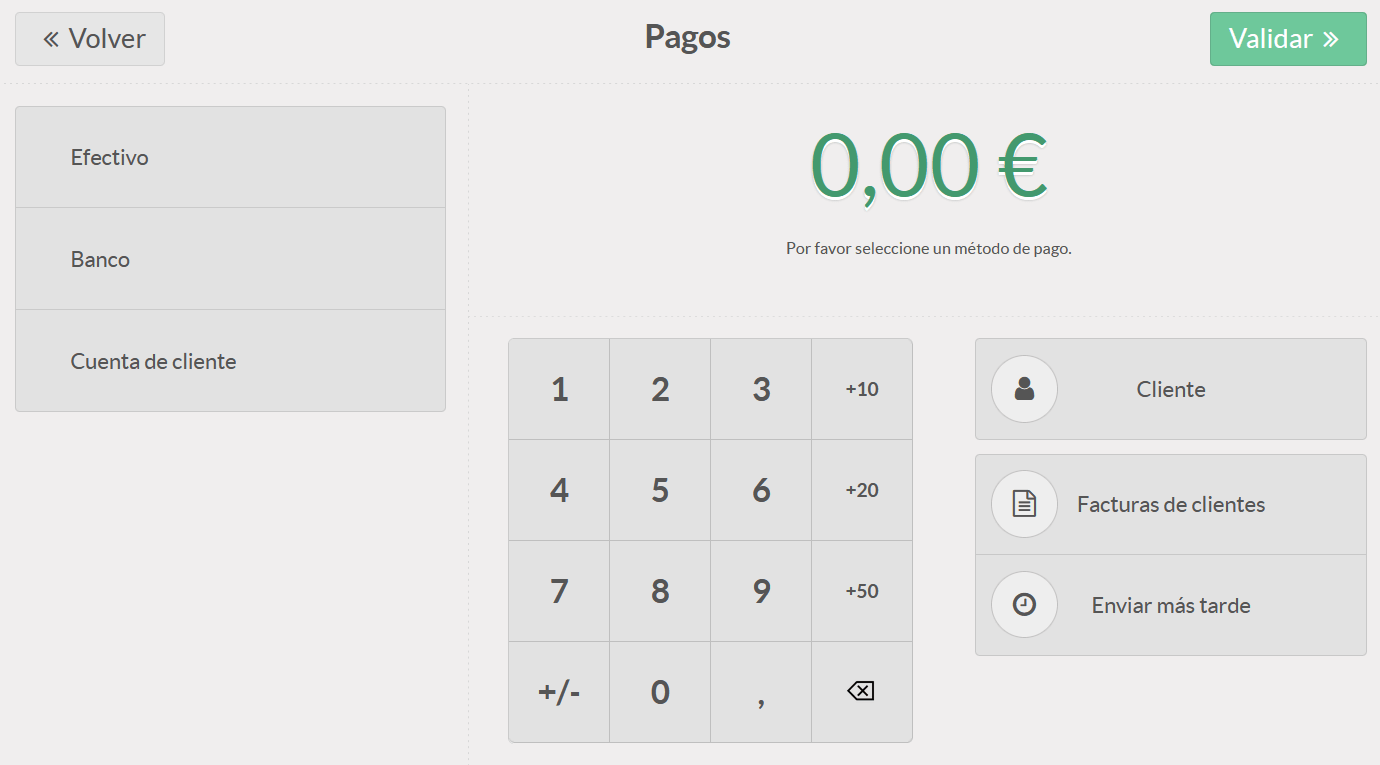 « Volver
Pagos
Validar »
Efectivo
Banco
Cuenta de cliente
0,00 €
Por favor seleccione un método de pago.
1 2 3 +10
4 5 6 +20
7 8 9 +50
+/- 0 ,
Cliente
Facturas de clientes
Enviar más tarde